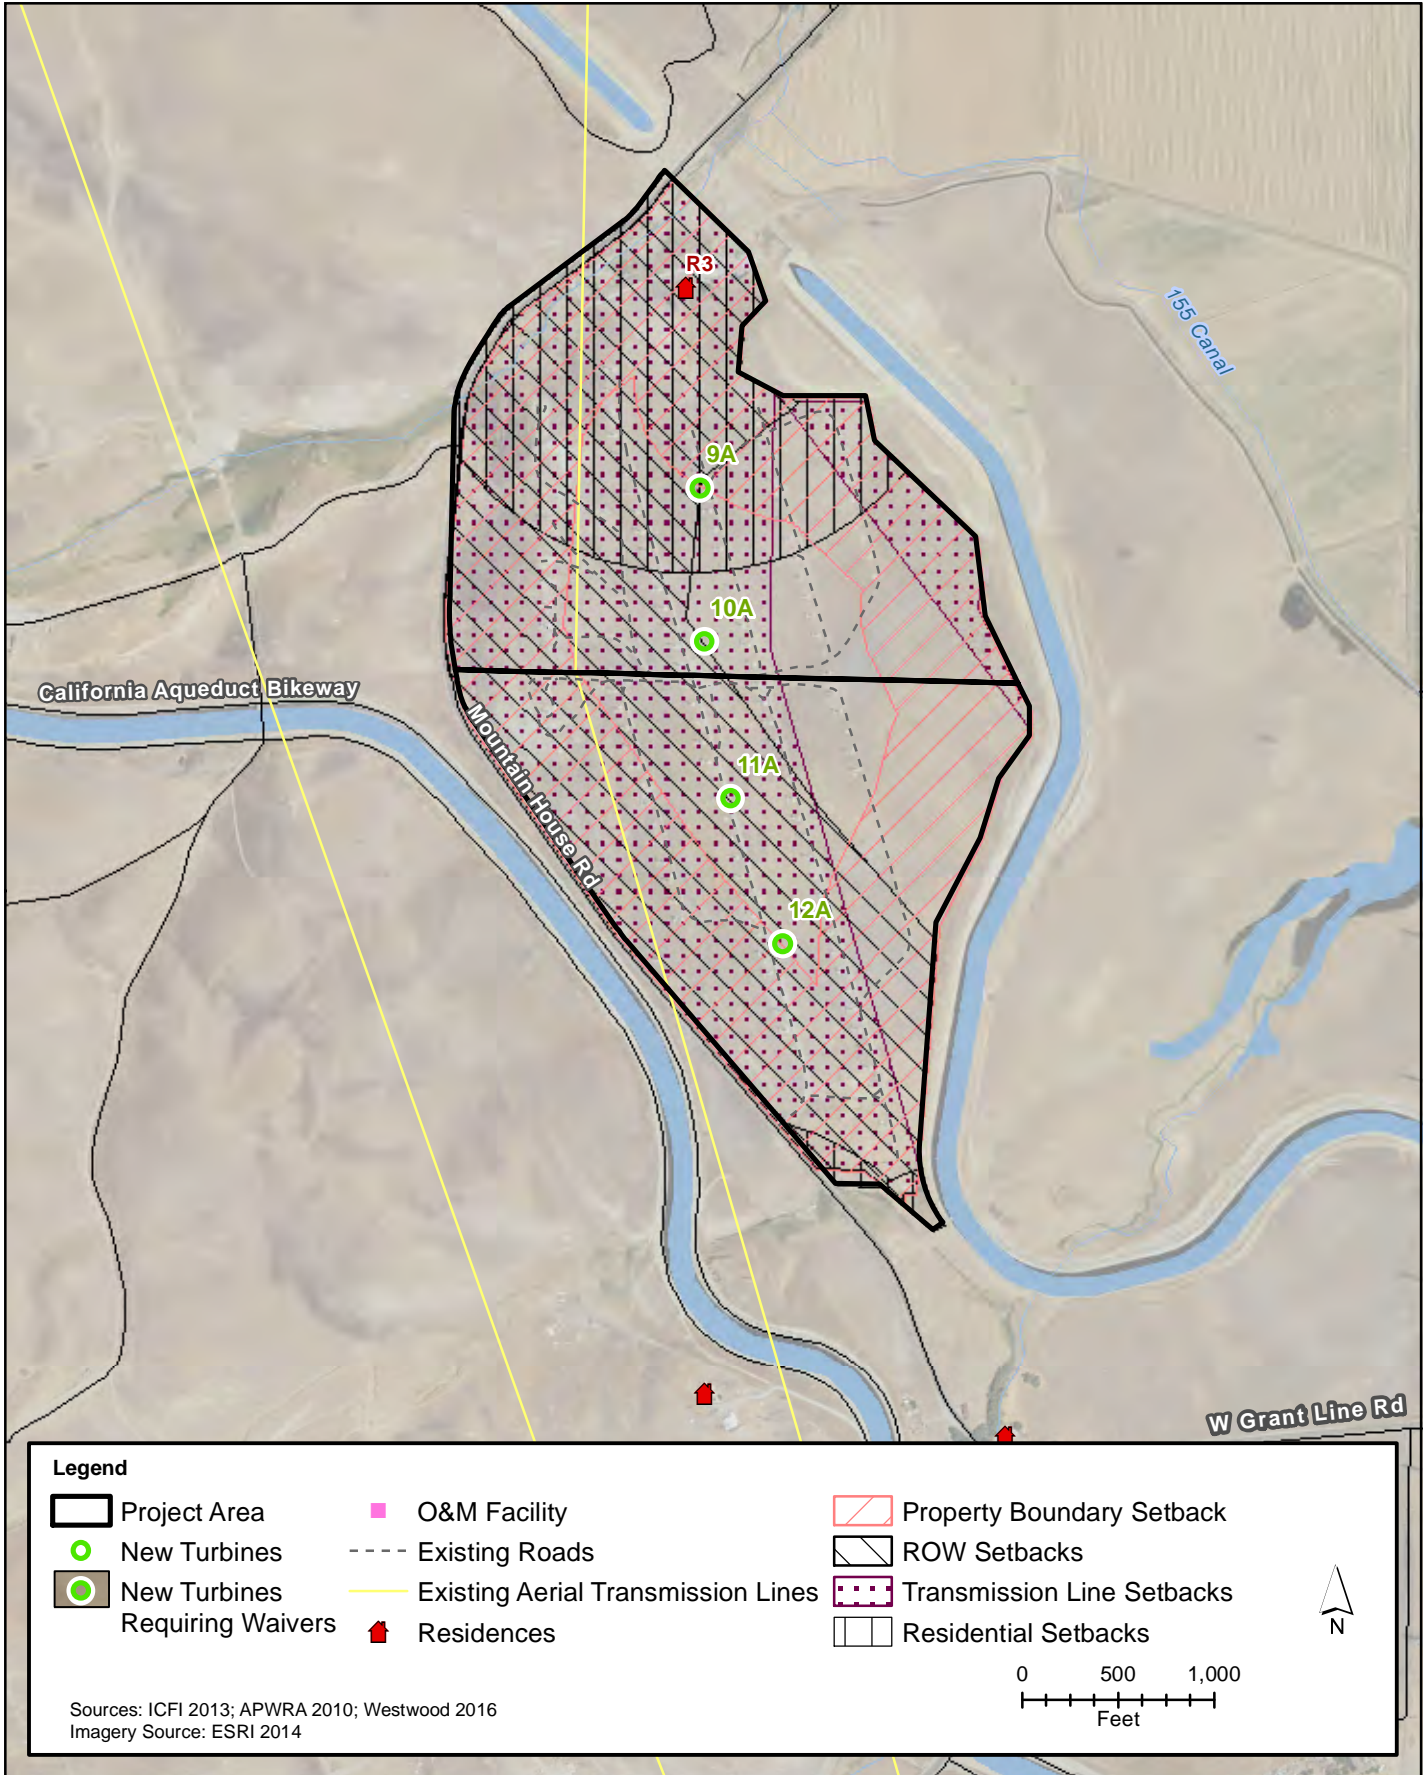 R3
155 Canal
9A
10A
California Aqueduct Bikeway
Mountain House Rd
11A
12A
W Grant Line Rd
Legend
Project Area
New Turbines
New Turbines
Requiring Waivers
O&M Facility
Existing Roads
Existing Aerial Transmission Lines
Residences
Property Boundary Setback
ROW Setbacks
Transmission Line Setbacks
Residential Setbacks
N
0 500 1,000
Feet
Sources: ICFI 2013; APWRA 2010; Westwood 2016
Imagery Source: ESRI 2014